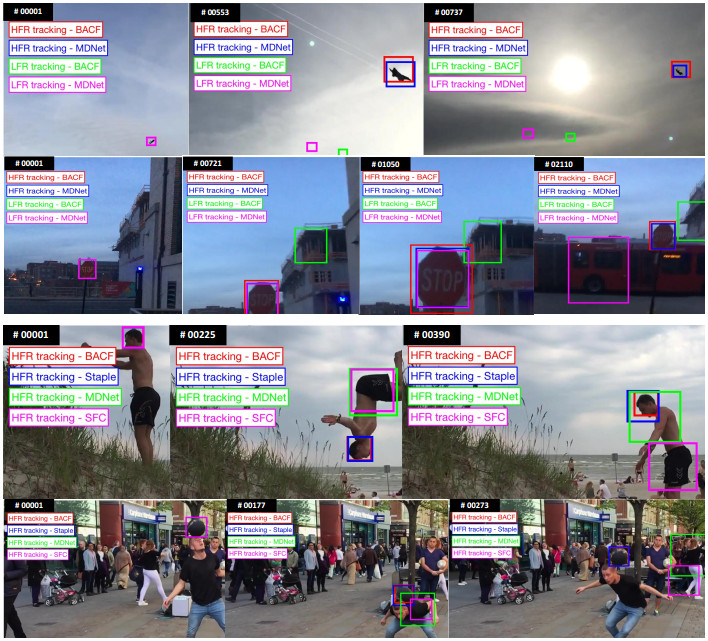 # 00001
HFR tracking - BACF
HFR tracking - MDNet
LFR tracking - BACF
LFR tracking - MDNet
# 00553
HFR tracking - BACF
HFR tracking - MDNet
LFR tracking - BACF
LFR tracking - MDNet
# 00737
HFR tracking - BACF
HFR tracking - MDNet
LFR tracking - BACF
LFR tracking - MDNet
# 00001
HFR tracking - BACF
HFR tracking - MDNet
LFR tracking - BACF
LFR tracking - MDNet
STOP
# 00721
HFR tracking - BACF
HFR tracking - MDNet
LFR tracking - BACF
LFR tracking - MDNet
STOP
# 01050
HFR tracking - BACF
HFR tracking - MDNet
LFR tracking - BACF
LFR tracking - MDNet
STOP
# 02110
HFR tracking - BACF
HFR tracking - MDNet
LFR tracking - BACF
LFR tracking - MDNet
# 00001
HFR tracking - BACF
HFR tracking - Staple
HFR tracking - MDNet
HFR tracking - SFC
# 00225
HFR tracking - BACF
HFR tracking - Staple
HFR tracking - MDNet
HFR tracking - SFC
# 00390
HFR tracking - BACF
HFR tracking - Staple
HFR tracking - MDNet
HFR tracking - SFC
# 00001
HFR tracking - BACF
HFR tracking - Staple
HFR tracking - MDNet
HFR tracking - SFC
# 00177
HFR tracking - BACF
HFR tracking - Staple
HFR tracking - MDNet
HFR tracking - SFC
# 00273
HFR tracking - BACF
HFR tracking - Staple
HFR tracking - MDNet
HFR tracking - SFC